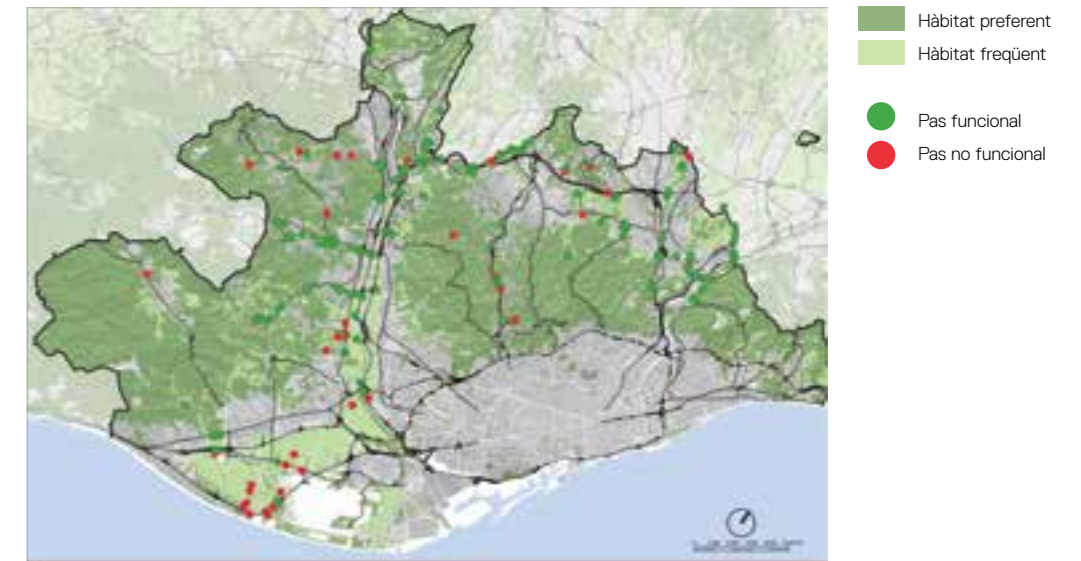 Hàbitat preferent
Hàbitat freqüent
Pas funcional
Pas no funcional